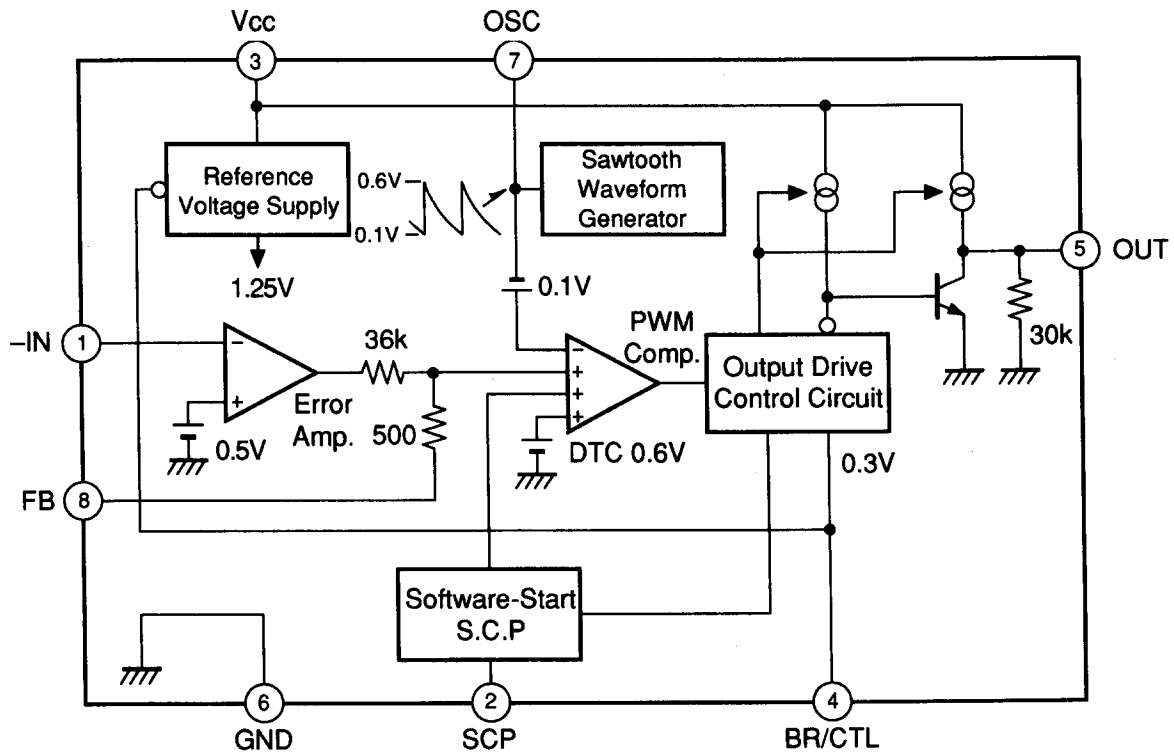 Vcc
OSC
3
7
Reference
Voltage Supply
0.6V
0.1V
Sawtooth
Waveform
Generator
1.25V
0.1V
5
OUT
–IN
1
36k
PWM
Comp.
30k
−
+
Error
Amp.
0.5V
500
−
+
+
+
DTC 0.6V
Output Drive
Control Circuit
0.3V
FB
8
Software-Start
S.C.P
6
2
4
GND
SCP
BR/CTL